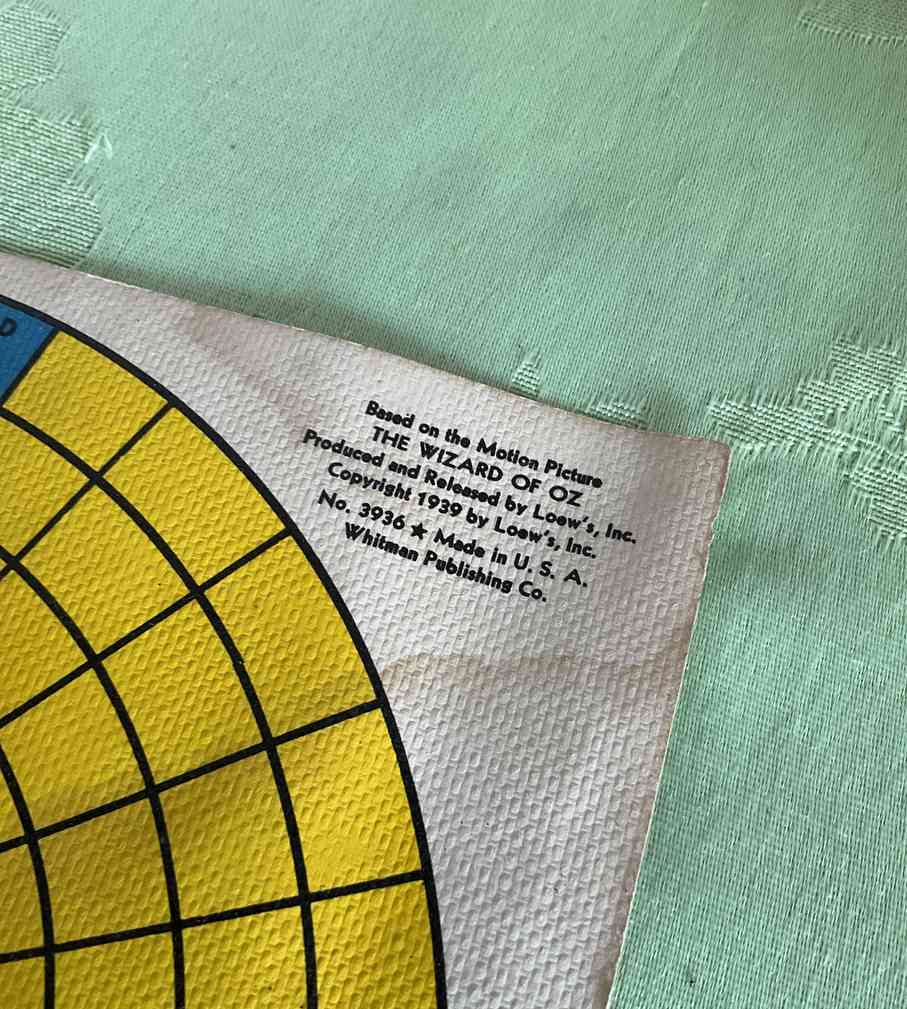 D
Based on the Motion Picture
THE WIZARD OF OZ
Produced and Released by Loew's, Inc.
Copyright 1939 by Loew's, Inc.
No. 3936 ★ Made in U. S. A.
Whitman Publishing Co.